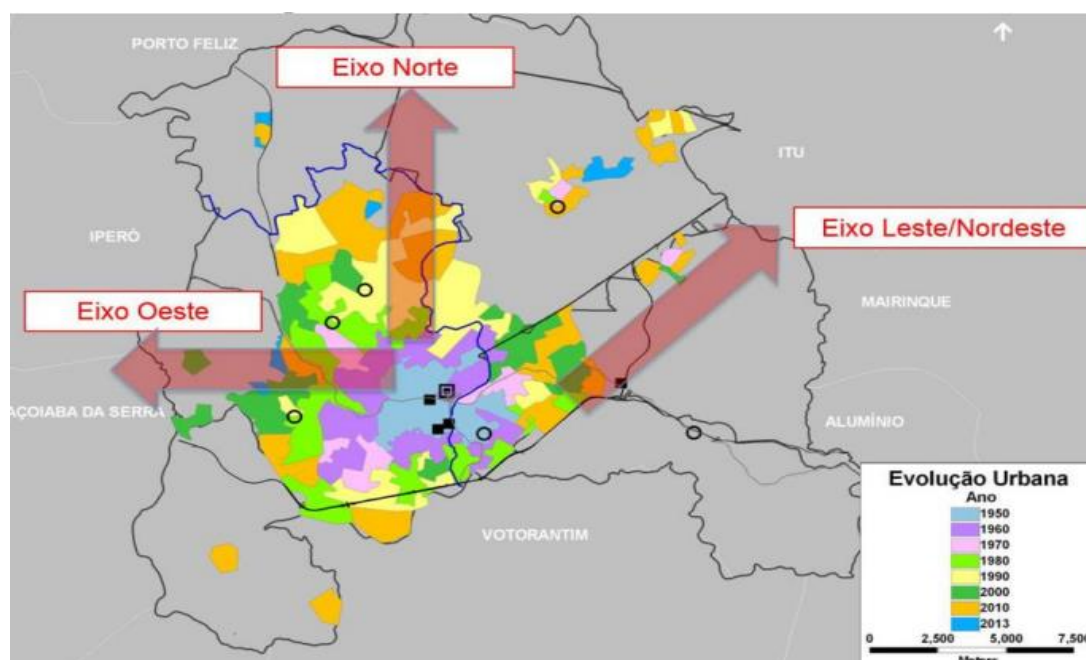 PORTO FELIZ
Eixo Norte
ITU
IPERÓ
Eixo Leste/Nordeste
Eixo Oeste
MAIRINQUE
AÇOIABA DA SERRA
ALUMÍNIO
VOTORANTIM
Evolução Urbana
Ano
1950
1960
1970
1980
1990
2000
2010
2013
0 2,500 5,000 7,500